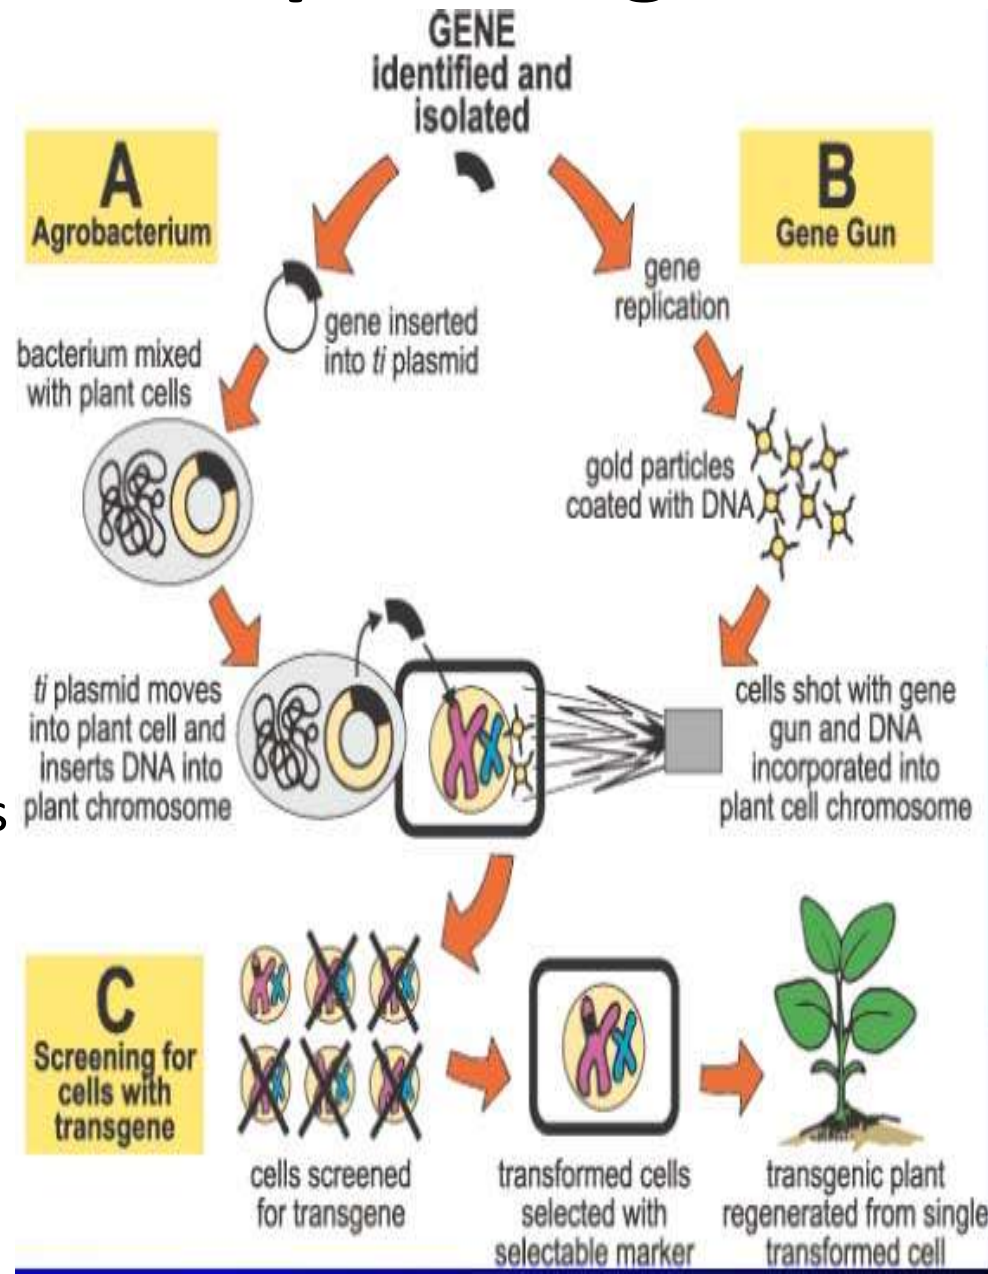 GENE
identified and
isolated
A
Agrobacterium
B
Gene Gun
gene inserted
into ti plasmid
gene
replication
bacterium mixed
with plant cells
gold particles
coated with DNA
ti plasmid moves
into plant cell and
inserts DNA into
plant chromosome
cells shot with gene
gun and DNA
incorporated into
plant cell chromosome
s
C
Screening for
cells with
transgene
cells screened
for transgene
transformed cells
selected with
selectable marker
transgenic plant
regenerated from single
transformed cell